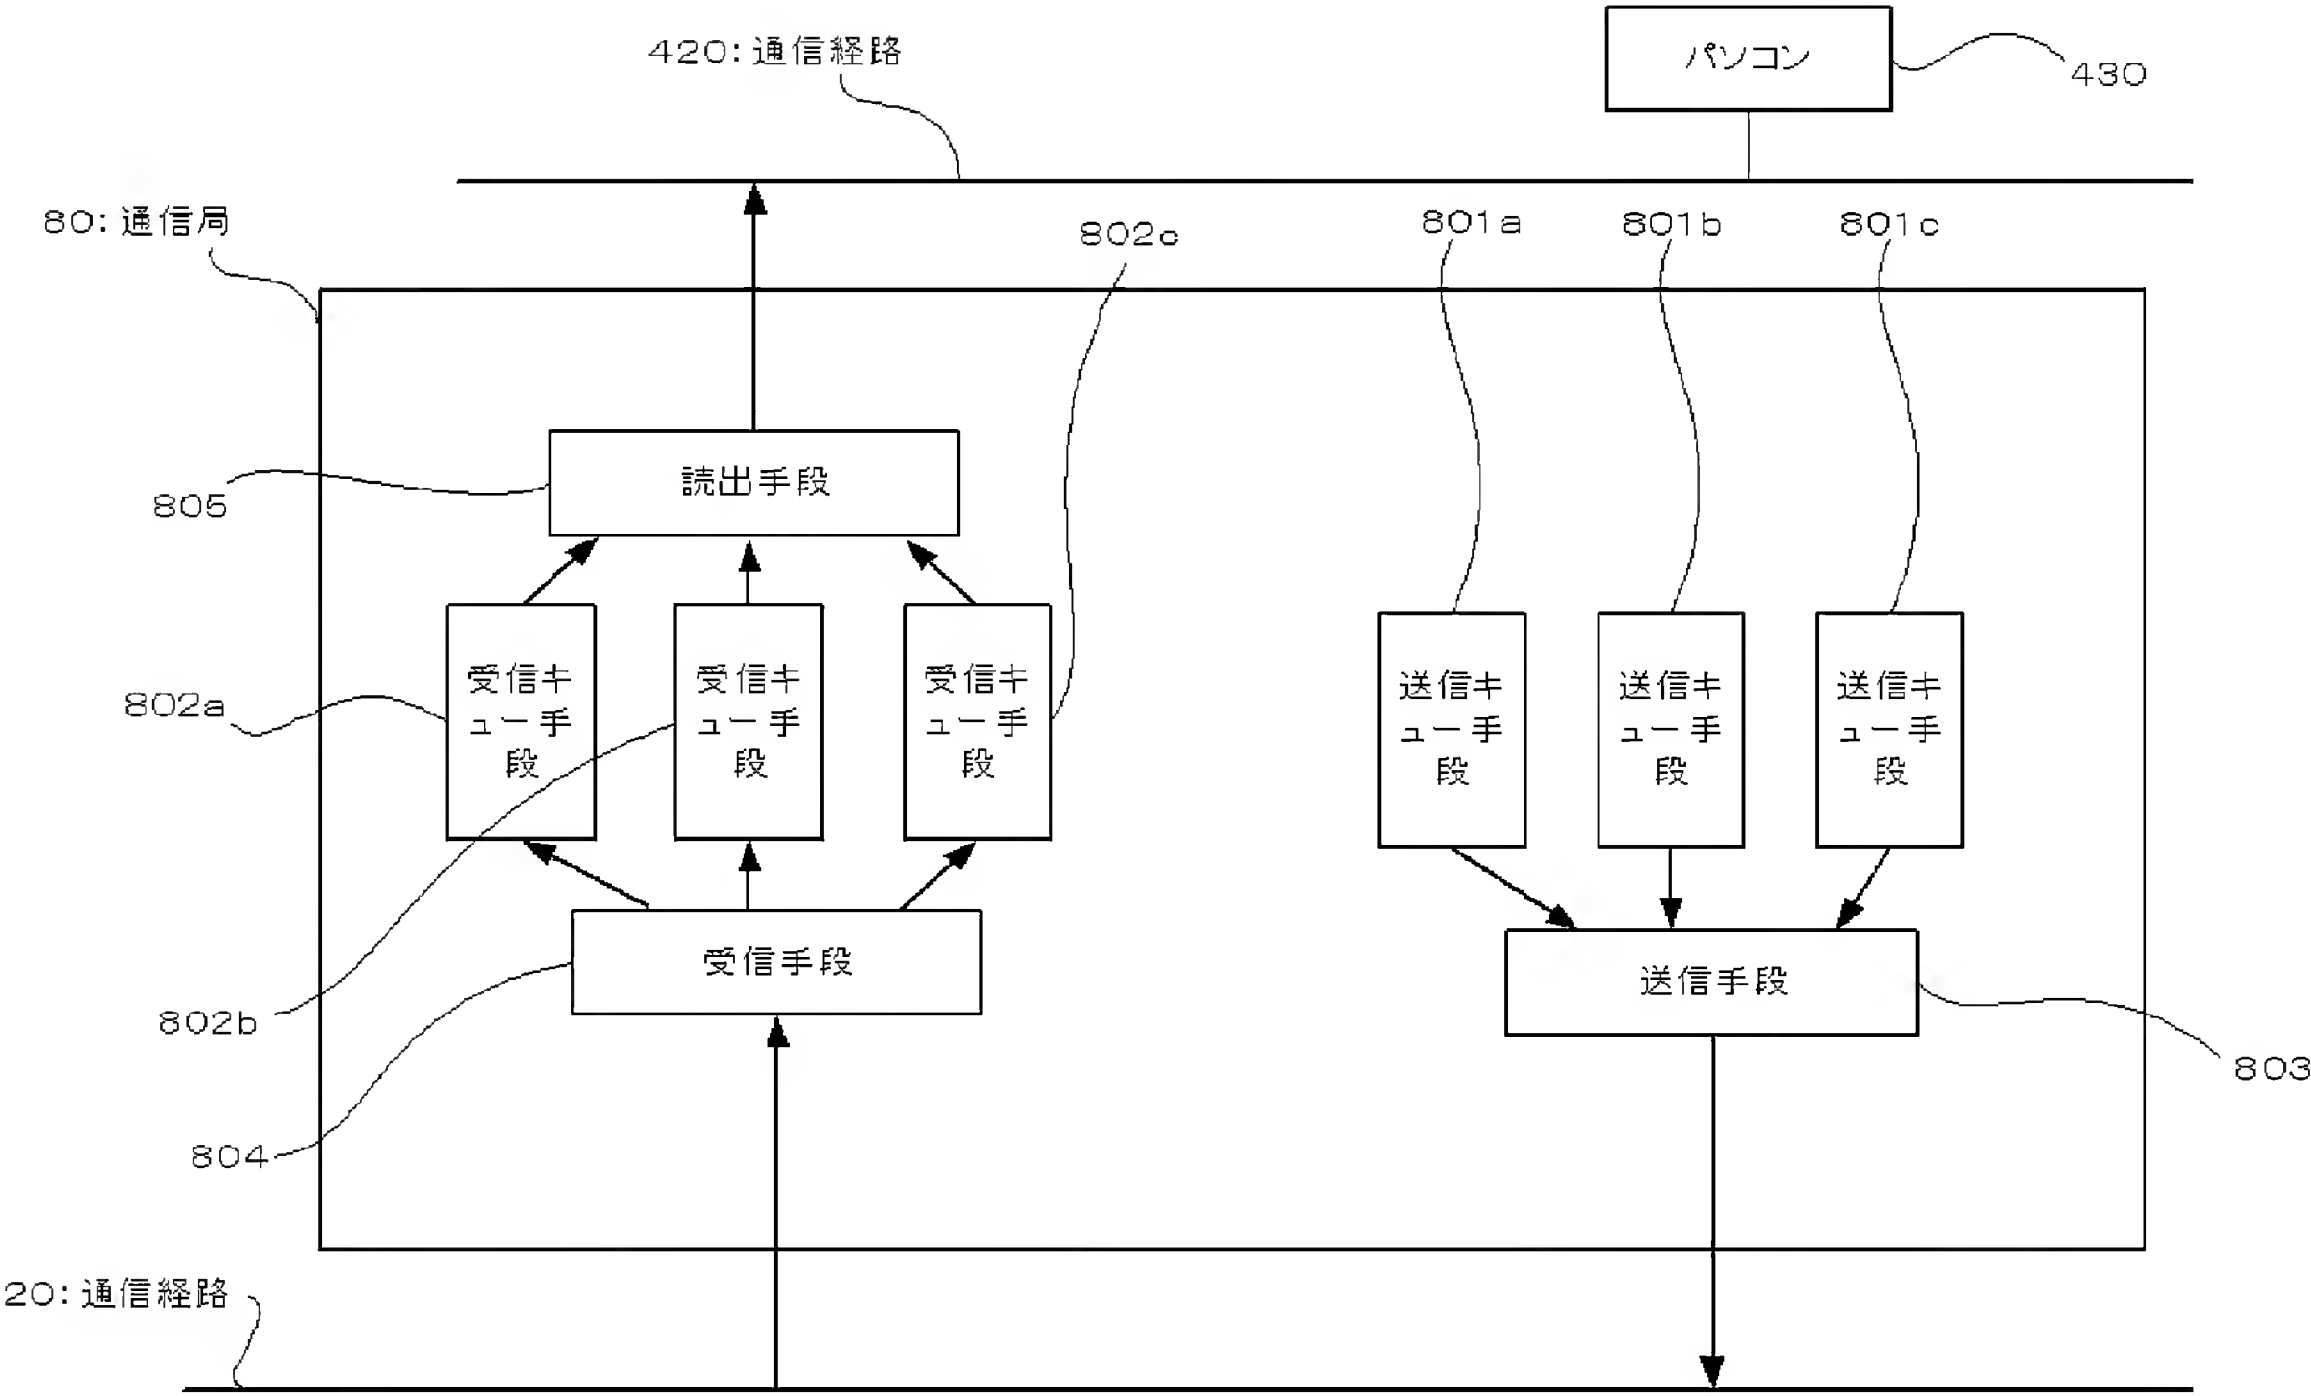 420:通信経路
パソコン
430
80:通信局
802c
801a
801b
801c
805
読出手段
802a
受信キ
ュー手
段
受信キ
ュー手
段
受信キ
ュー手
段
送信キ
ュー手
段
送信キ
ュー手
段
送信キ
ュー手
段
802b
受信手段
送信手段
803
804
20:通信経路